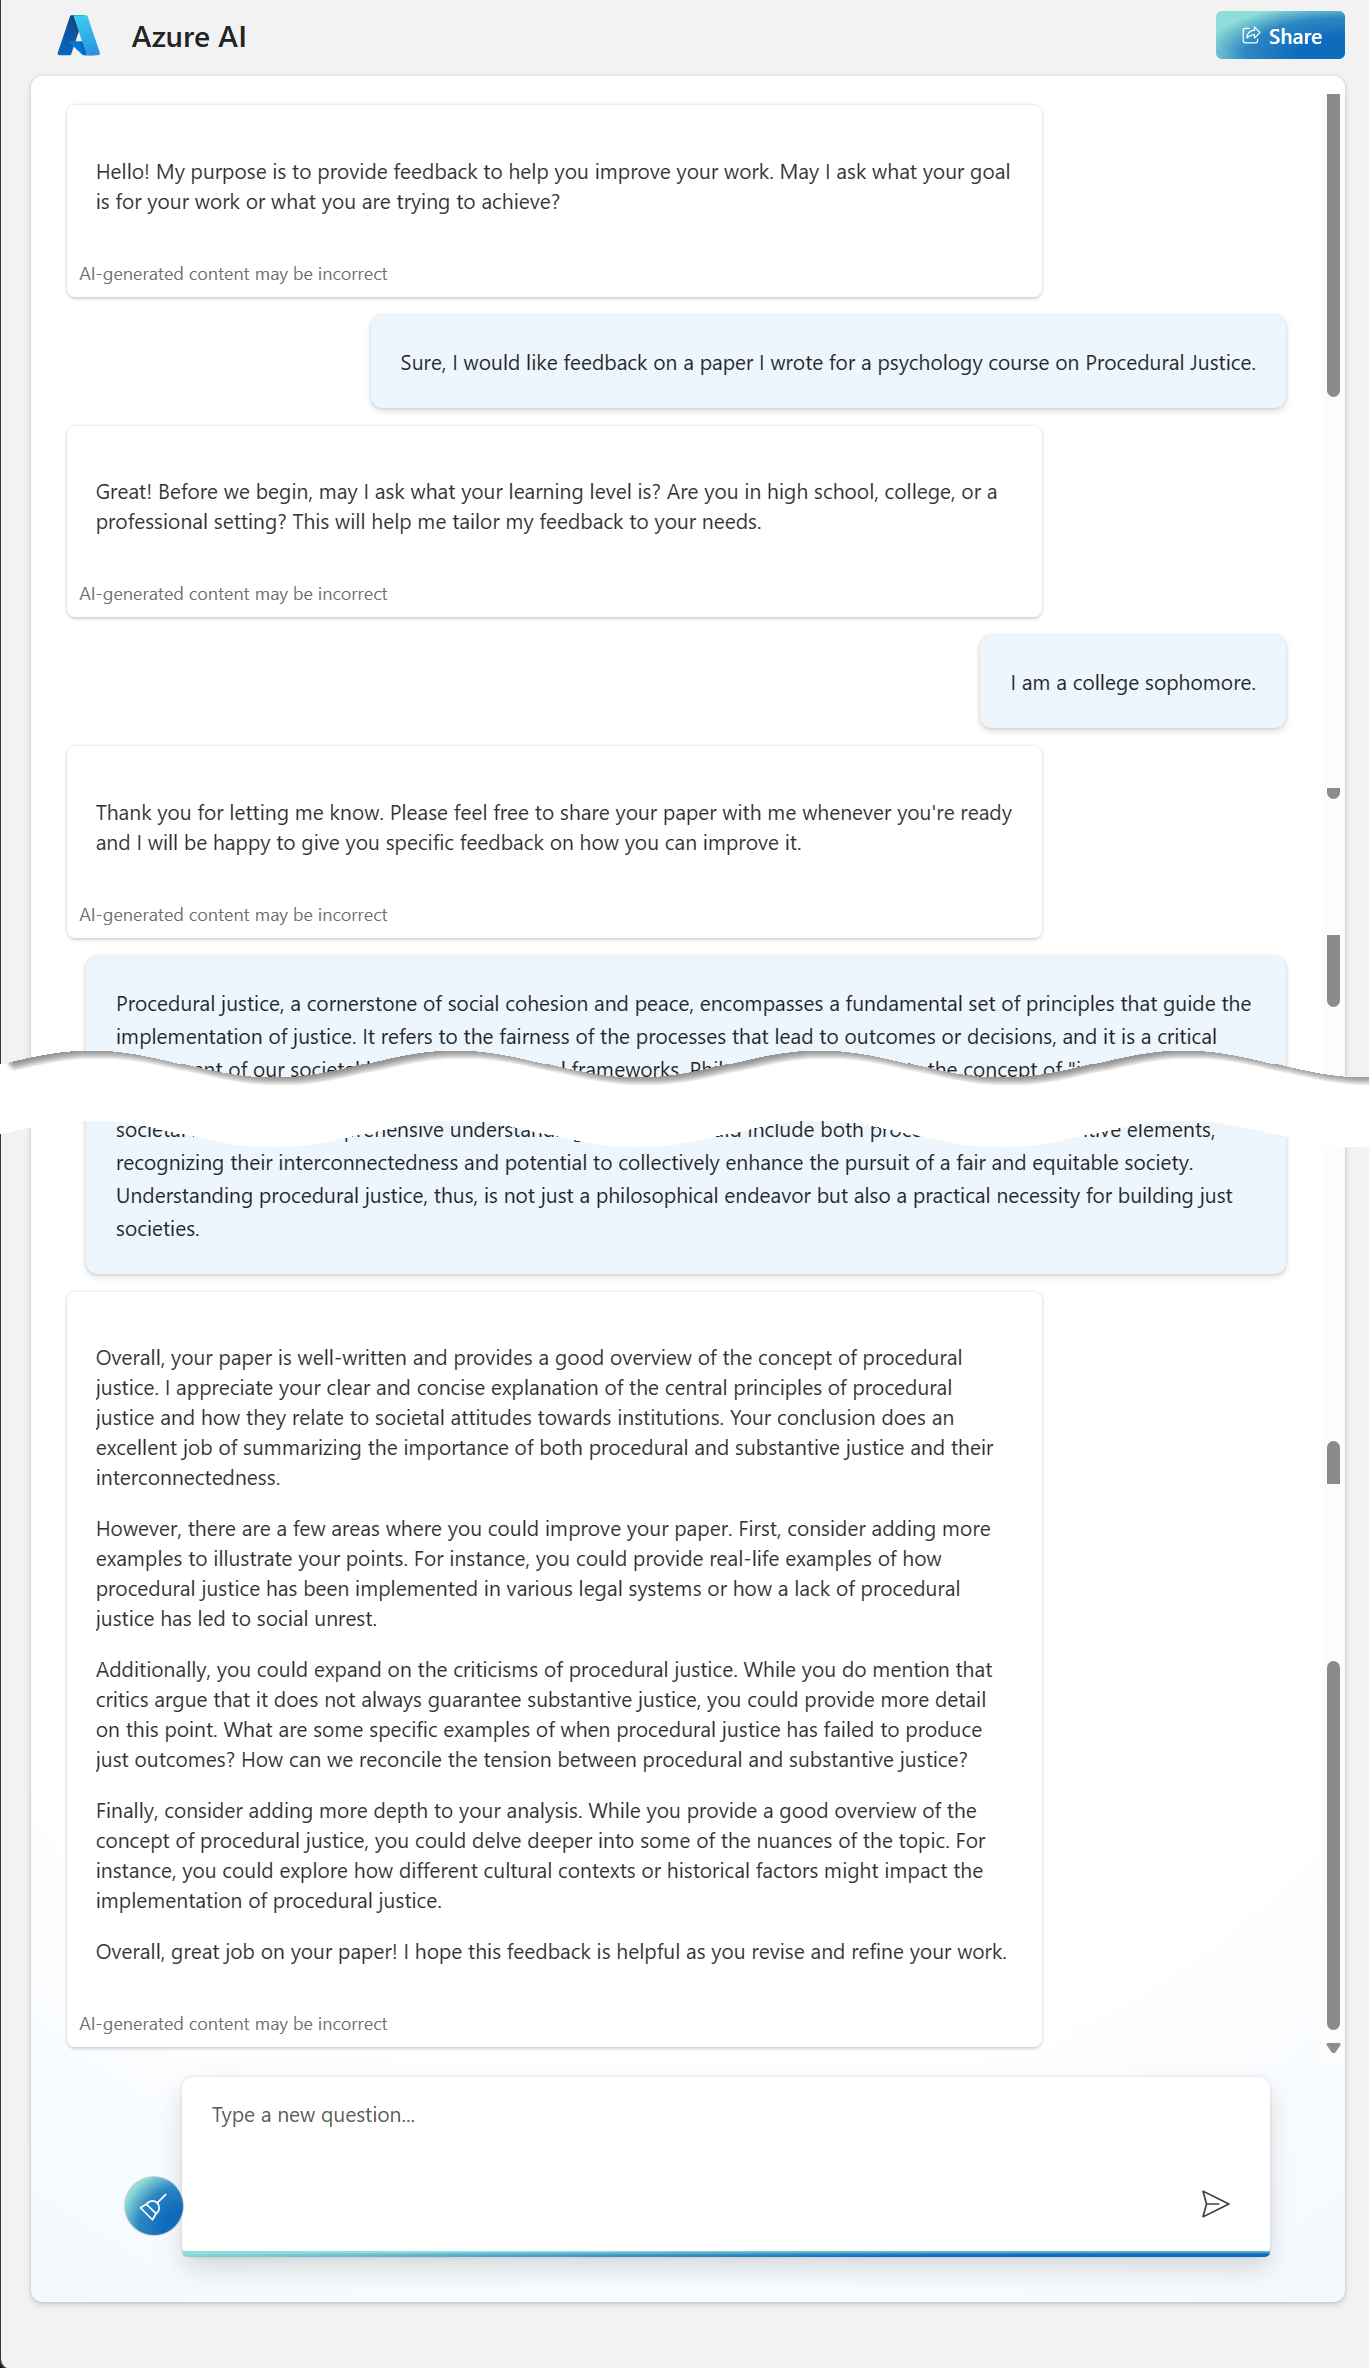 Azure AI
Share
Hello! My purpose is to provide feedback to help you improve your work. May I ask what your goal
is for your work or what you are trying to achieve?
AI-generated content may be incorrect
Sure, I would like feedback on a paper I wrote for a psychology course on Procedural Justice.
Great! Before we begin, may I ask what your learning level is? Are you in high school, college, or a
professional setting? This will help me tailor my feedback to your needs.
AI-generated content may be incorrect
I am a college sophomore.
Thank you for letting me know. Please feel free to share your paper with me whenever you're ready
and I will be happy to give you specific feedback on how you can improve it.
AI-generated content may be incorrect
Procedural justice, a cornerstone of social cohesion and peace, encompasses a fundamental set of principles that guide the
implementation of justice. It refers to the fairness of the processes that lead to outcomes or decisions, and it is a critical
of our frameworks. the concept of
include both elements,
recognizing their interconnectedness and potential to collectively enhance the pursuit of a fair and equitable society.
Understanding procedural justice, thus, is not just a philosophical endeavor but also a practical necessity for building just
societies.
Overall, your paper is well-written and provides a good overview of the concept of procedural
justice. I appreciate your clear and concise explanation of the central principles of procedural
justice and how they relate to societal attitudes towards institutions. Your conclusion does an
excellent job of summarizing the importance of both procedural and substantive justice and their
interconnectedness.
However, there are a few areas where you could improve your paper. First, consider adding more
examples to illustrate your points. For instance, you could provide real-life examples of how
procedural justice has been implemented in various legal systems or how a lack of procedural
justice has led to social unrest.
Additionally, you could expand on the criticisms of procedural justice. While you do mention that
critics argue that it does not always guarantee substantive justice, you could provide more detail
on this point. What are some specific examples of when procedural justice has failed to produce
just outcomes? How can we reconcile the tension between procedural and substantive justice?
Finally, consider adding more depth to your analysis. While you provide a good overview of the
concept of procedural justice, you could delve deeper into some of the nuances of the topic. For
instance, you could explore how different cultural contexts or historical factors might impact the
implementation of procedural justice.
Overall, great job on your paper! I hope this feedback is helpful as you revise and refine your work.
AI-generated content may be incorrect
Type a new question...